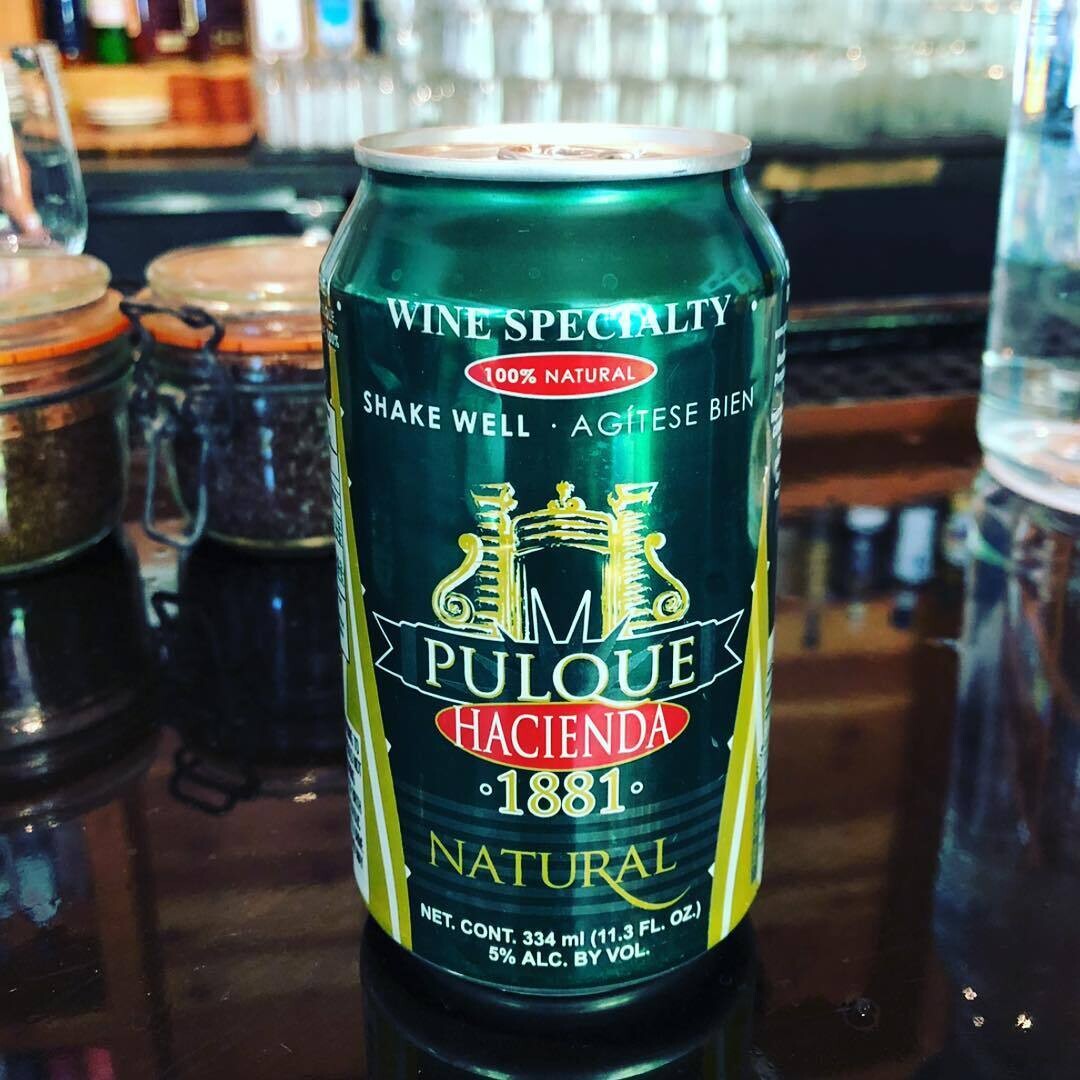 WINE SPECIALTY
100% NATURAL
SHAKE WELL · AGÍTESE BIEN
PULQUE
HACIENDA
·1881·
NATURAL
NET. CONT. 334 ml (11.3 FL. OZ.)
5% ALC. BY VOL.